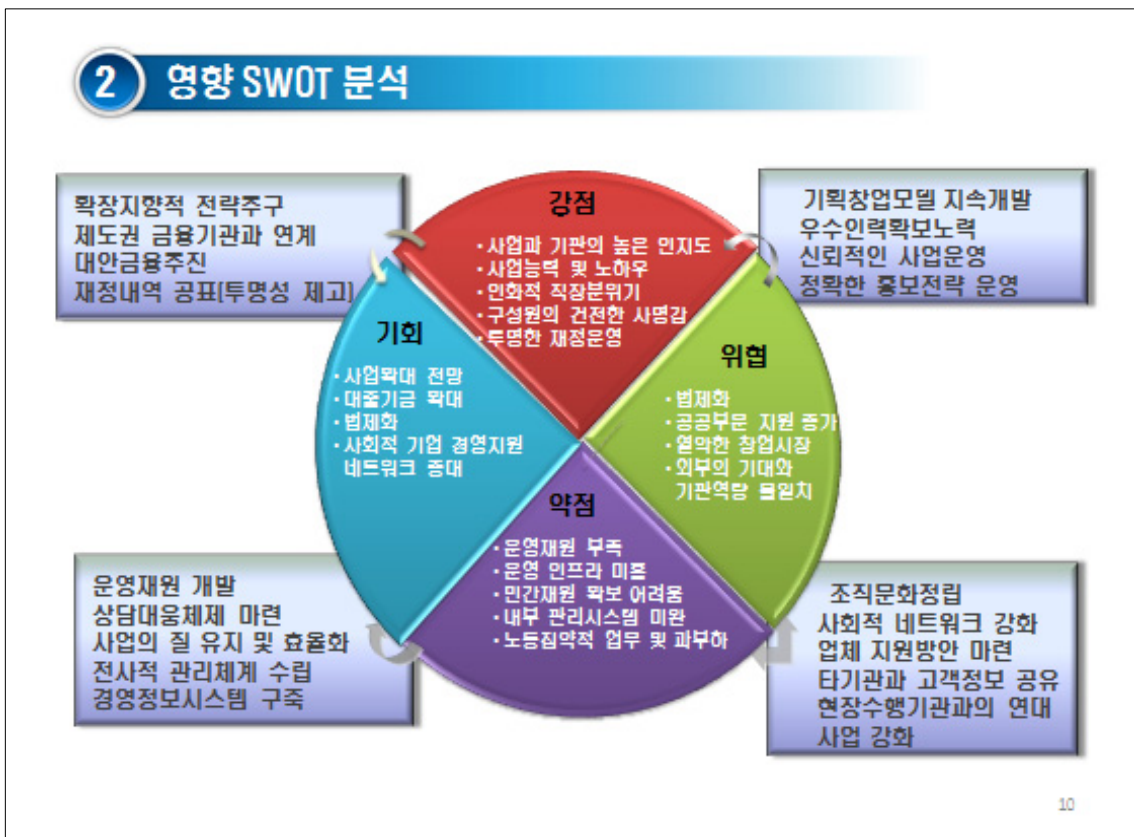 2
영향 SWOT 분석
확장지향적 전략추구
제도권 금융기관과 연계
대안금융추진
재정내역 공표(투명성 제고)
강점
· 사업과 기관의 높은 인지도
· 사업능력 및 노하우
· 인화적 직장분위기
· 구성원의 건전한 사명감
· 투명한 재정운영
기획창업모델 지속개발
우수인력확보노력
신뢰적인 사업운영
정확한 홍보전략 운영
기회
· 사업확대 전망
· 대출기금 확대
· 법제화
· 사회적 기업 경영지원
네트워크 증대
위협
· 법제화
· 공공부문 지원 증가
· 열악한 창업시장
· 외부의 기대와
기관역량 불일치
약점
· 운영재원 부족
· 운영 인프라 미흡
· 민간재원 확보 어려움
· 내부 관리시스템 미완
· 노동집약적 업무 및 과부하
운영재원 개발
상담대응체제 마련
사업의 질 유지 및 효율화
전사적 관리체계 수립
경영정보시스템 구축
조직문화정립
사회적 네트워크 강화
업체 지원방안 마련
타기관과 고객정보 공유
현장수행기관과의 연대
사업 강화
10